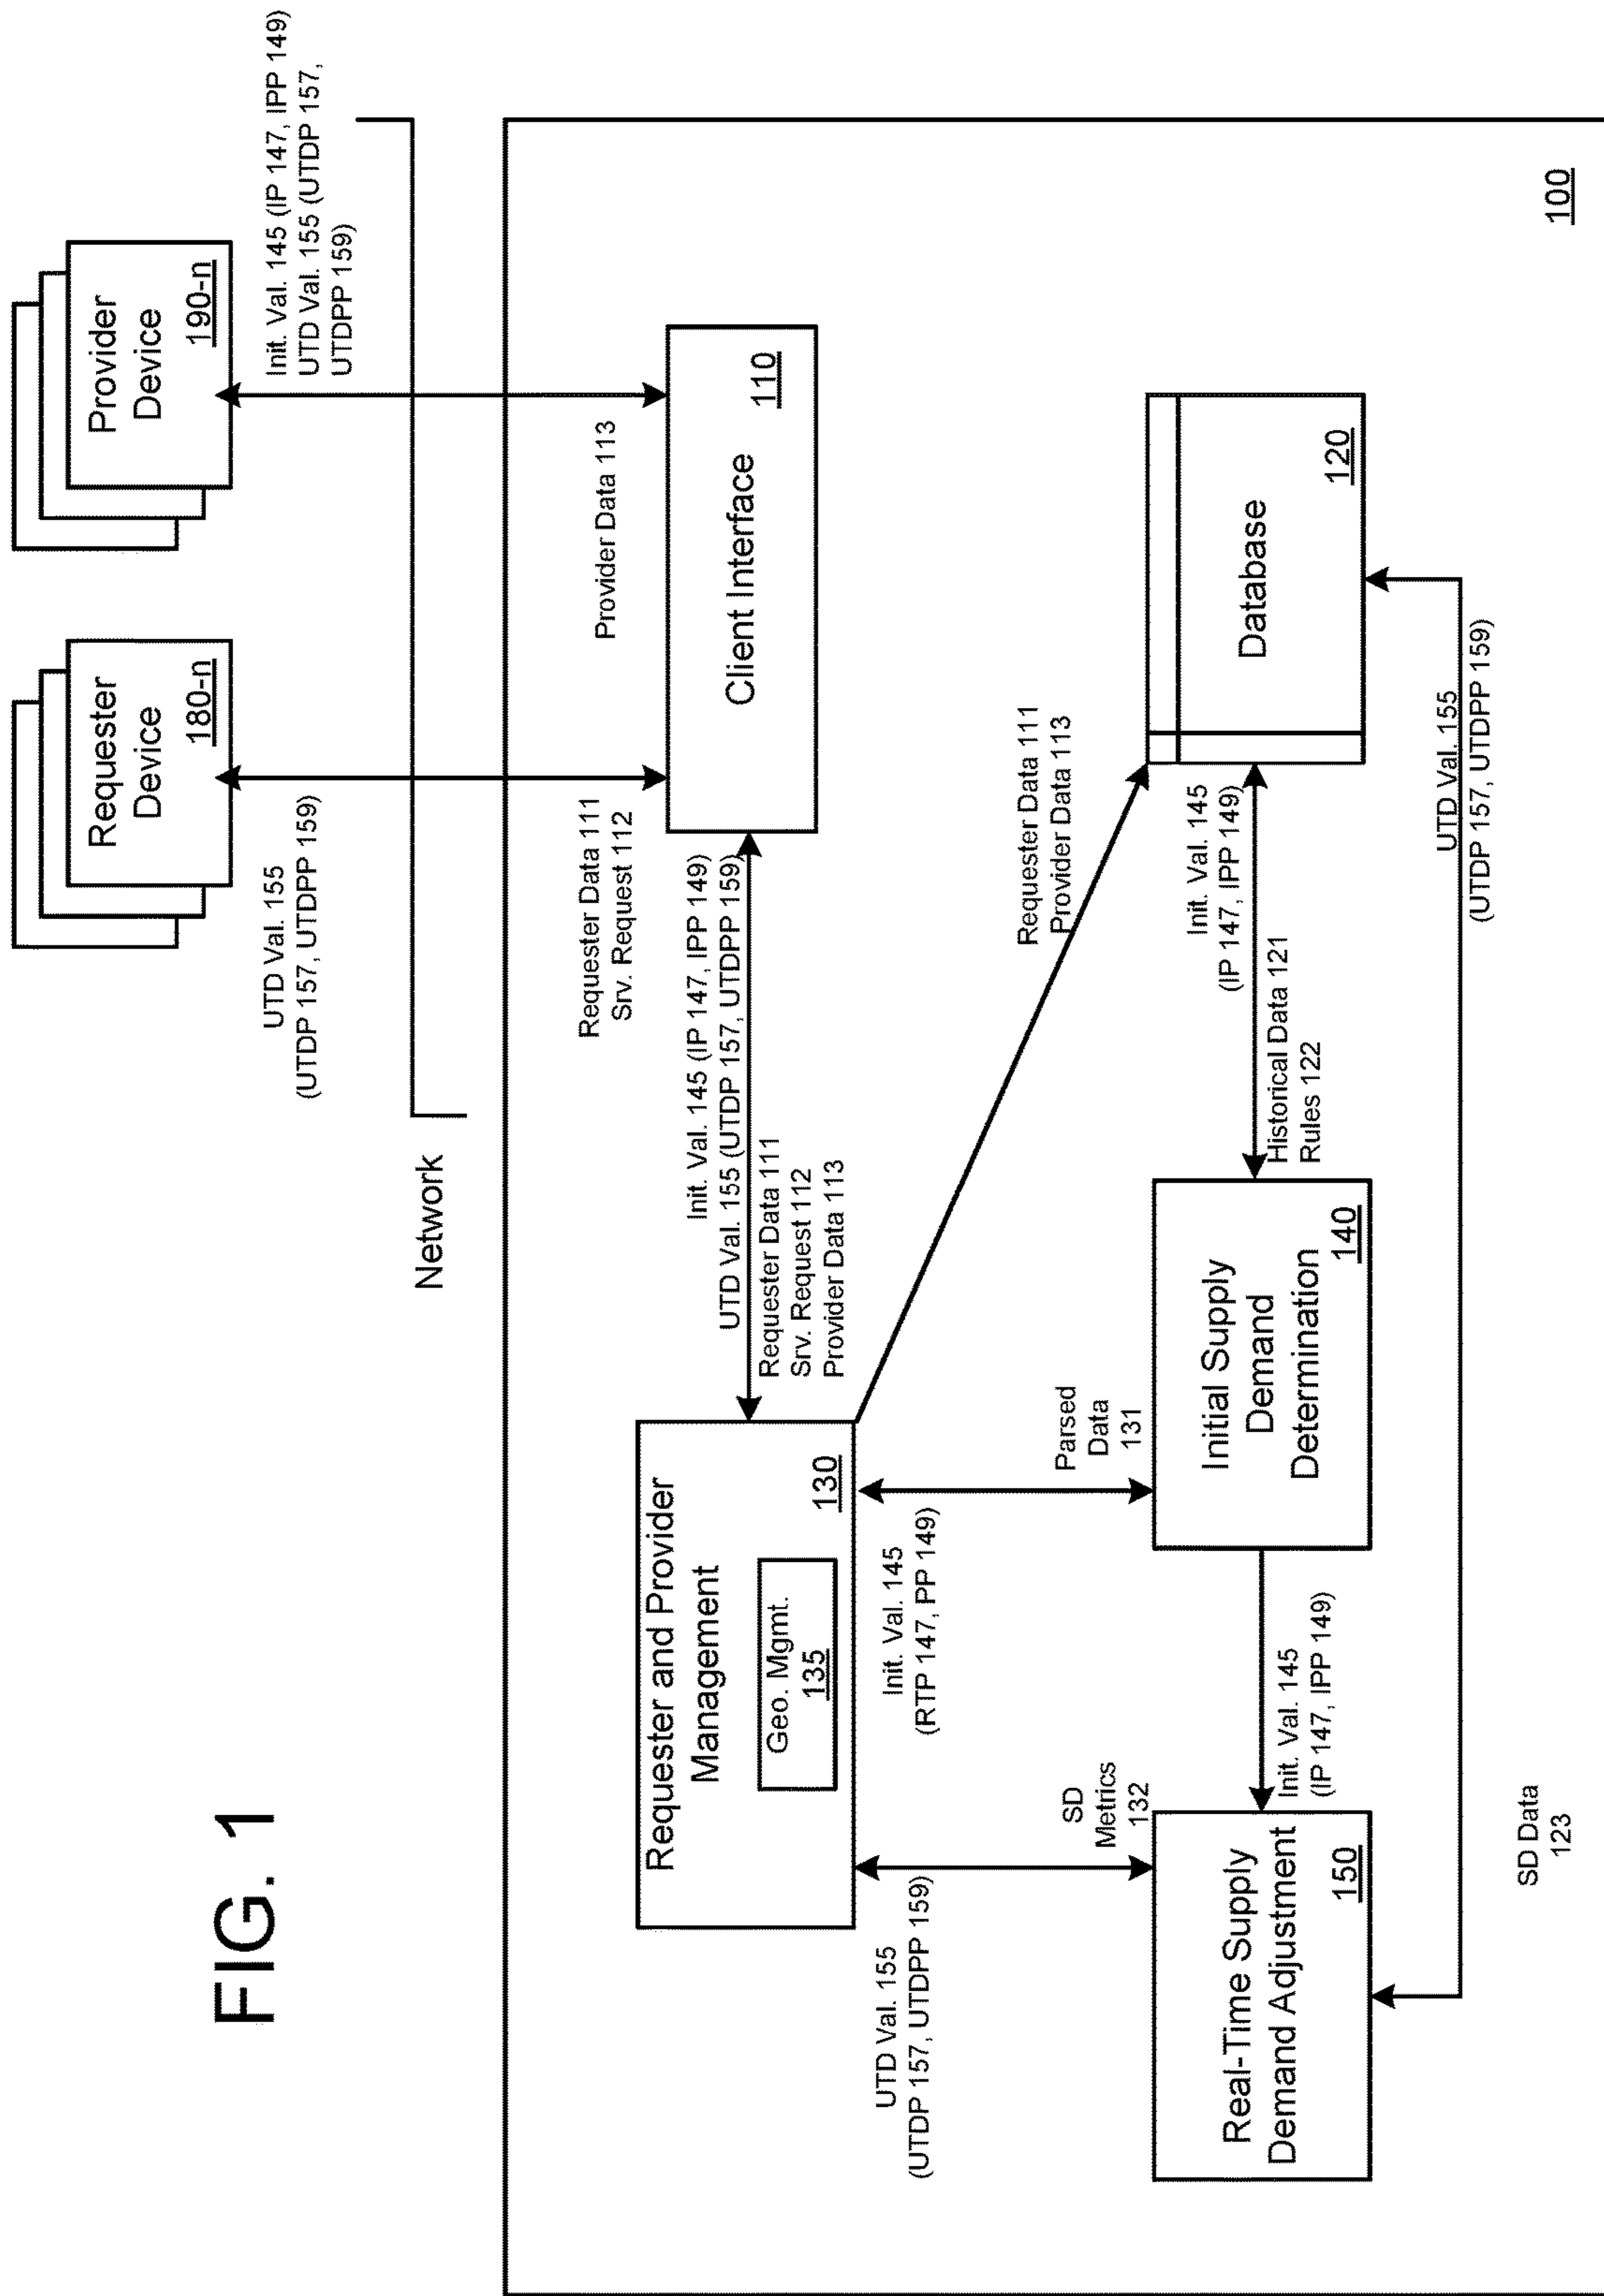 FIG. 1
Requester
Device
180-n
Provider
Device
190-n
UTD Val. 155
(UTDP 157, UTDPP 159)
Init. Val. 145 (IP 147, IPP 149)
UTD Val. 155 (UTDP 157,
UTDPP 159)
Network
Requester Data 111
Srv. Request 112
Provider Data 113
Requester and Provider
Management
130
Geo. Mgmt.
135
Init. Val. 145 (IP 147, IPP 149)
UTD Val. 155 (UTDP 157, UTDPP 159)
Requester Data 111
Srv. Request 112
Provider Data 113
Client Interface
110
UTD Val. 155
(UTDP 157, UTDPP 159)
SD
Metrics
132
Init. Val. 145
(RTP 147, PP 149)
Parsed
Data
131
Requester Data 111
Provider Data 113
Real-Time Supply
Demand Adjustment
150
Init. Val. 145
(IP 147, IPP 149)
Initial Supply
Demand
Determination
140
Init. Val. 145
(IP 147, IPP 149)
Historical Data 121
Rules 122
Database
120
UTD Val. 155
(UTDP 157, UTDPP 159)
SD Data
123
100